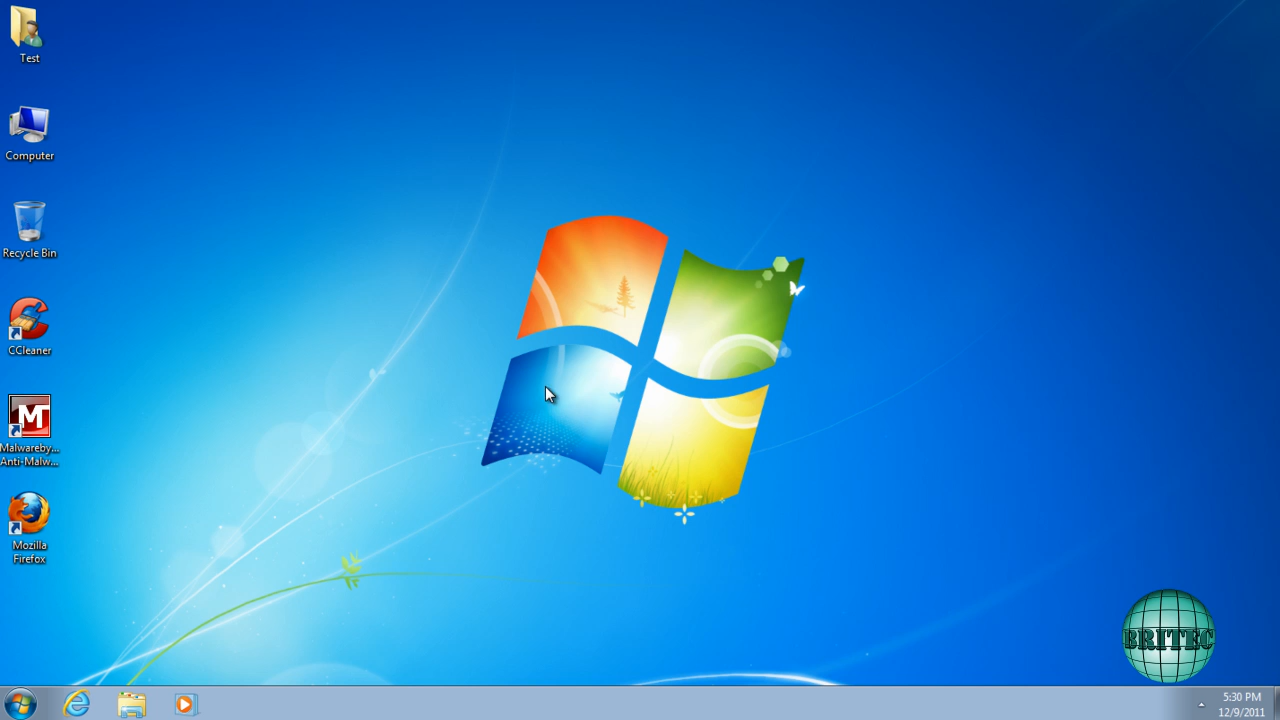 Test
Computer
Recycle Bin
CCleaner
Malwareby...
Anti-Malw...
Mozilla
Firefox
BRITEC
5:30 PM
12/9/2011